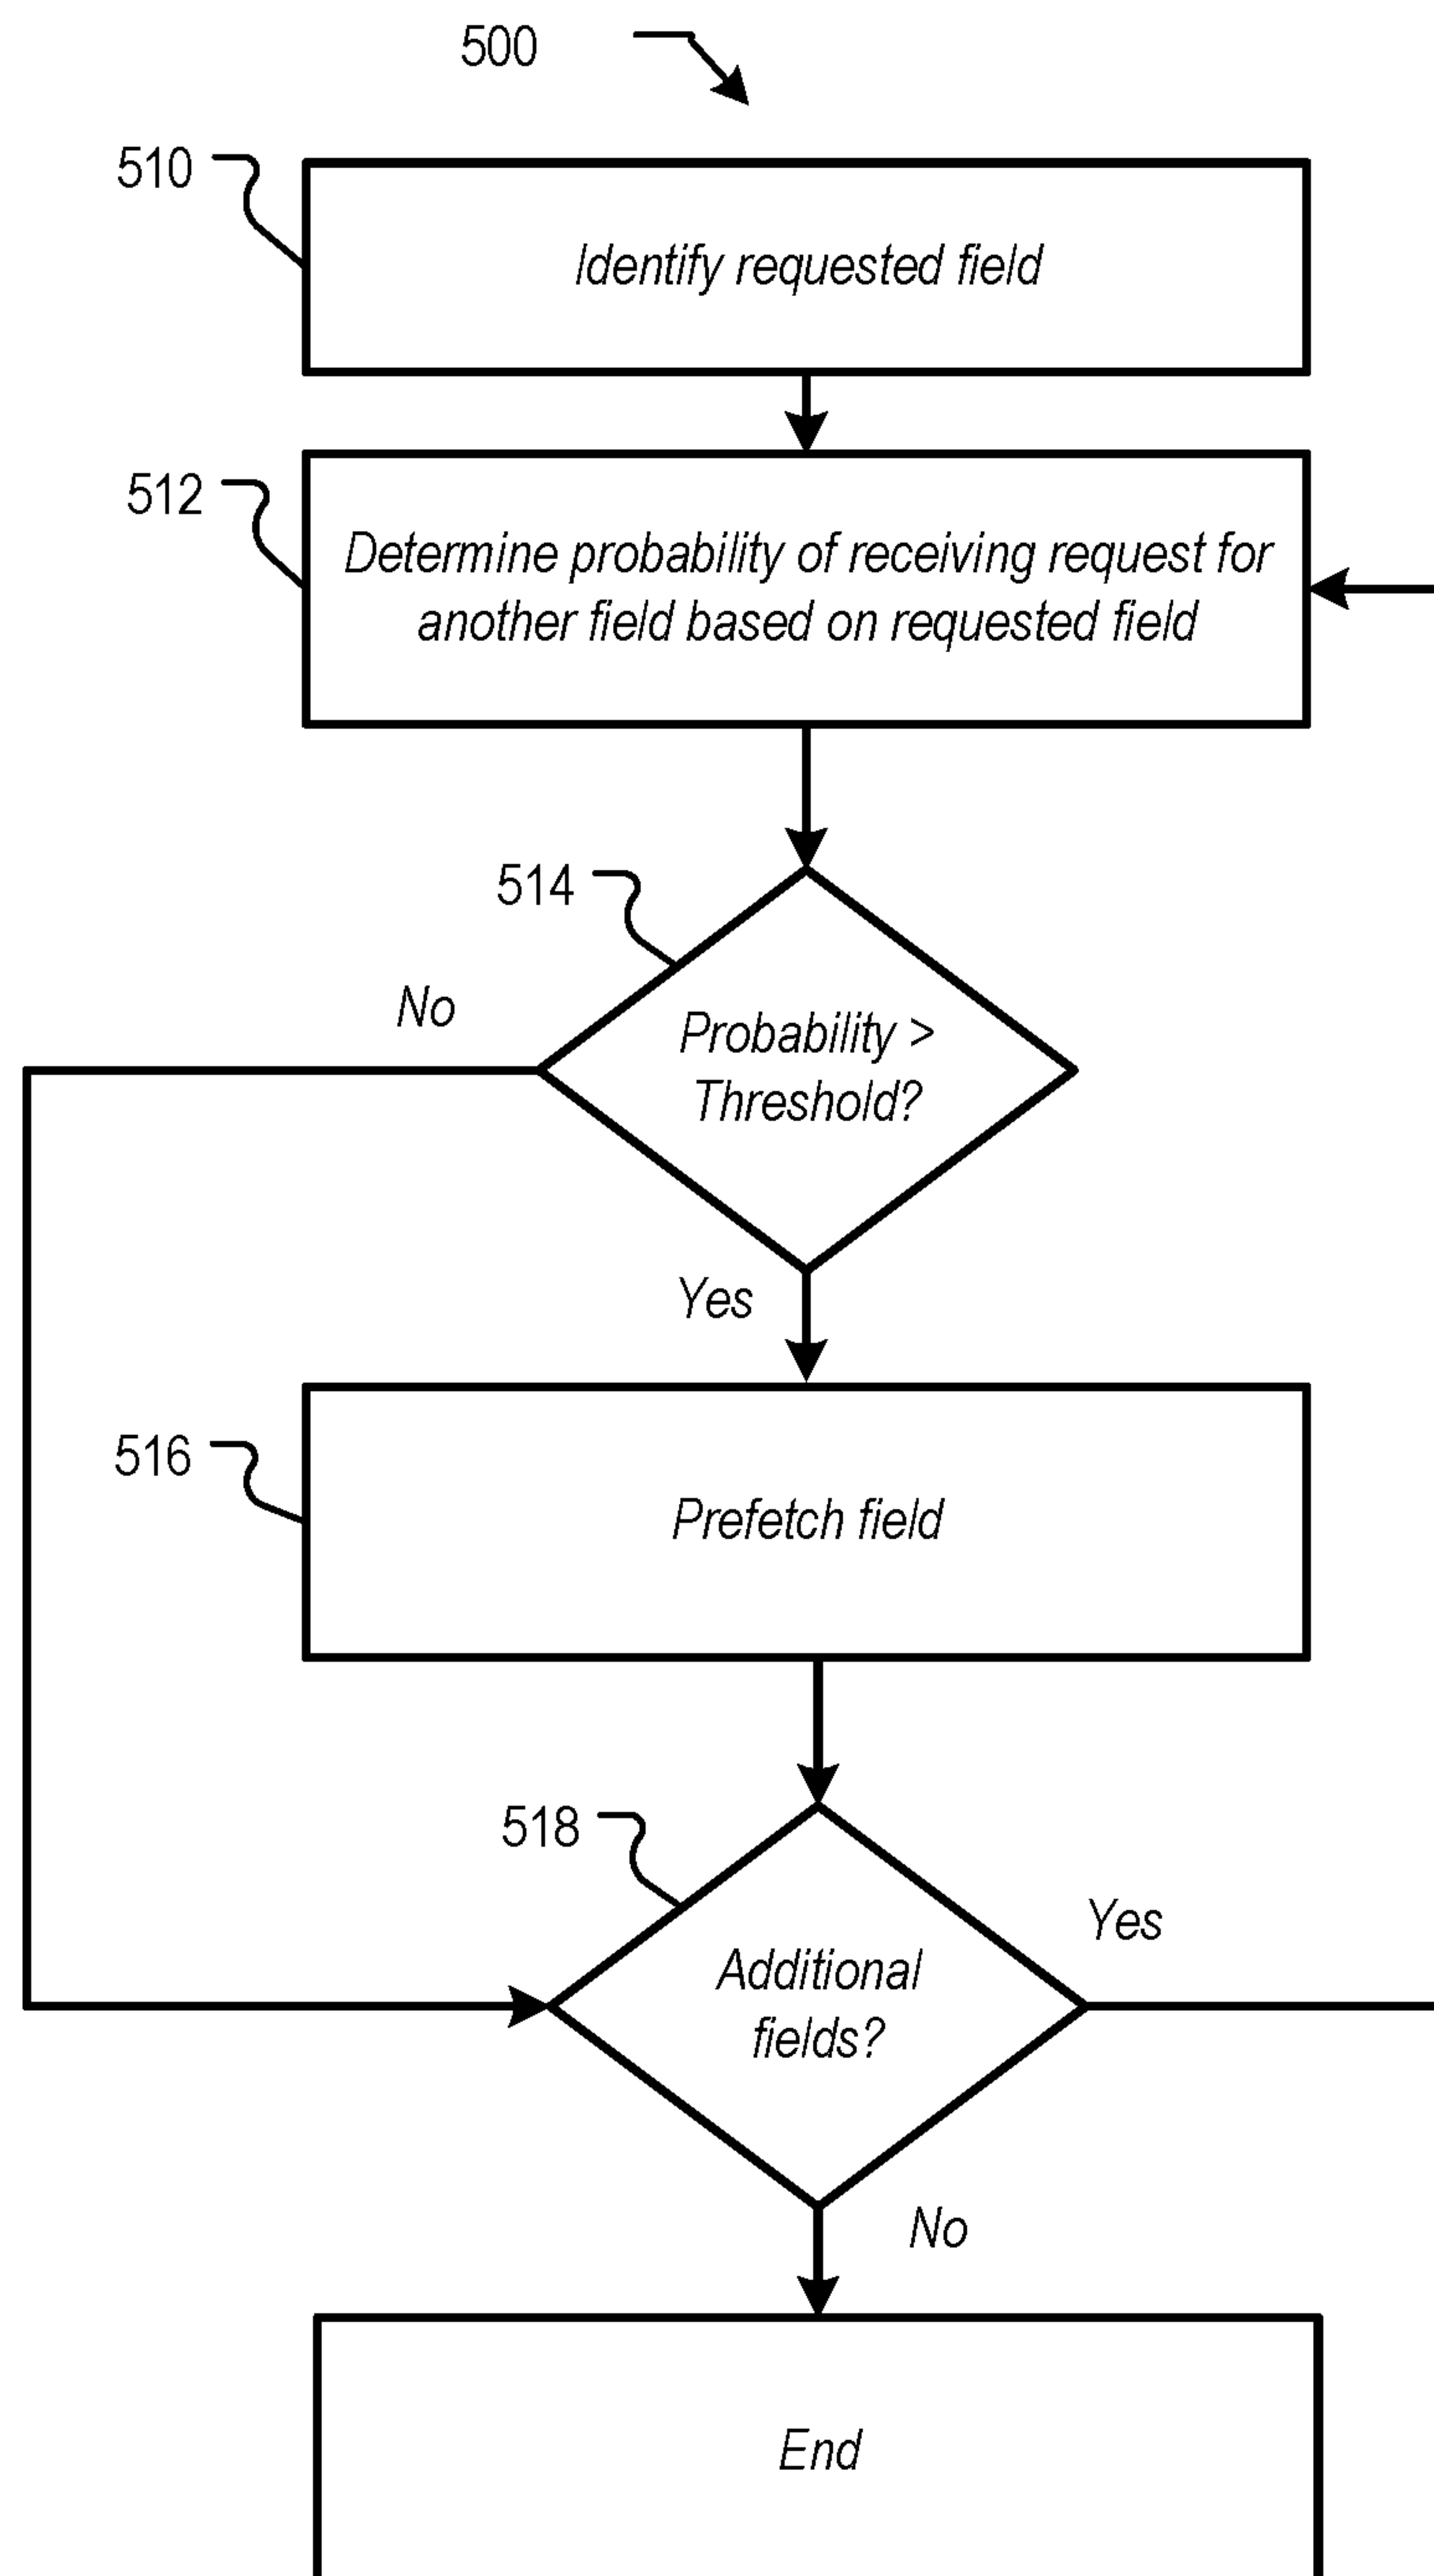 500
510
Identify requested field
512
Determine probability of receiving request for
another field based on requested field
514
No
Probability >
Threshold?
Yes
516
Prefetch field
518
Yes
Additional
fields?
No
End